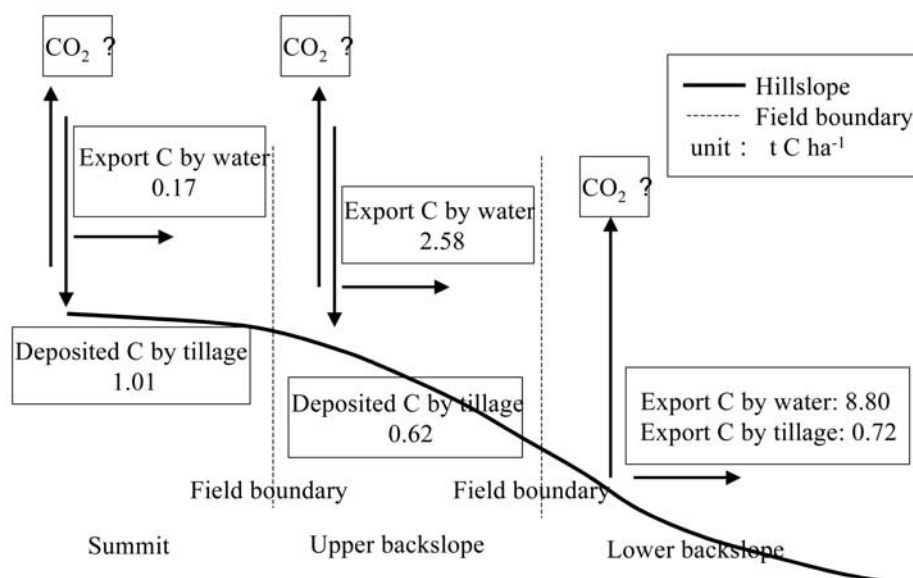 CO₂ ?
CO₂ ?
Hillslope
Field boundary
unit : t C ha⁻¹
Export C by water
0.17
Export C by water
2.58
CO₂ ?
Deposited C by tillage
1.01
Deposited C by tillage
0.62
Export C by water: 8.80
Export C by tillage: 0.72
Field boundary
Field boundary
Summit
Upper backslope
Lower backslope